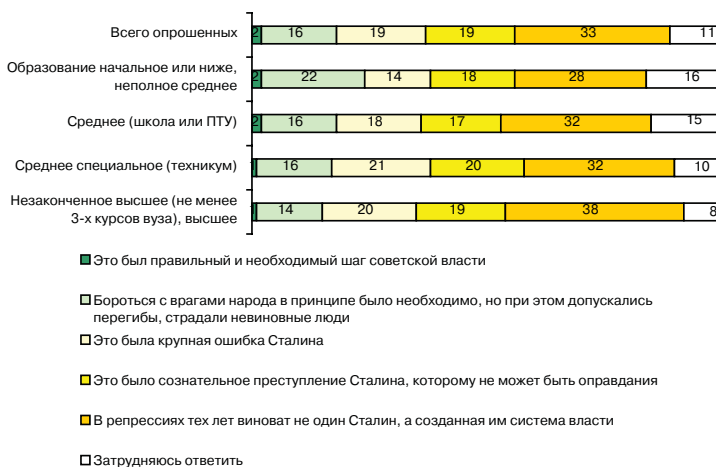 Всего опрошенных
2 16 19 19 33 11
Образование начальное или ниже,
неполное среднее
2 22 14 18 28 16
Среднее (школа или ПТУ)
2 16 18 17 32 15
Среднее специальное (техникум)
16 21 20 32 10
Незаконченное высшее (не менее
3-х курсов вуза), высшее
14 20 19 38 8
Это был правильный и необходимый шаг советской власти
Бороться с врагами народа в принципе было необходимо, но при этом допускались
перегибы, страдали невиновные люди
Это была крупная ошибка Сталина
Это было сознательное преступление Сталина, которому не может быть оправдания
В репрессиях тех лет виноват не один Сталин, а созданная им система власти
Затрудняюсь ответить